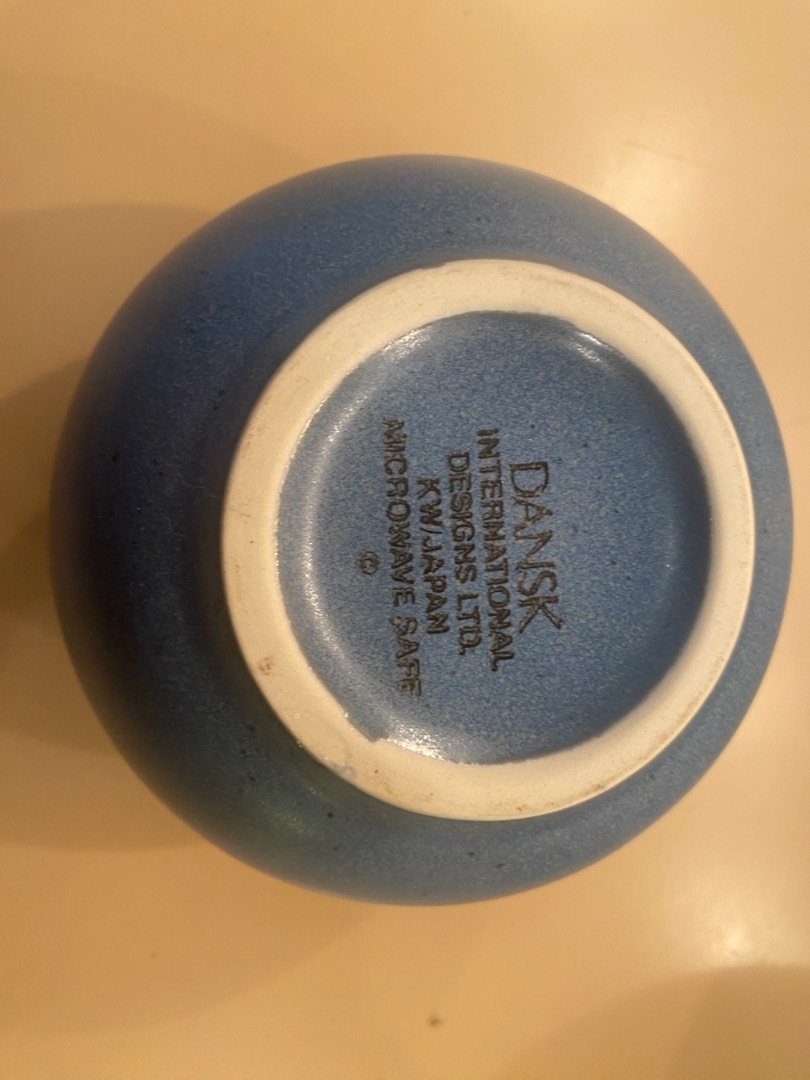 DANSK
INTERNATIONAL
DESIGNS LTD.
KW/JAPAN
MICROWAVE SAFE
©